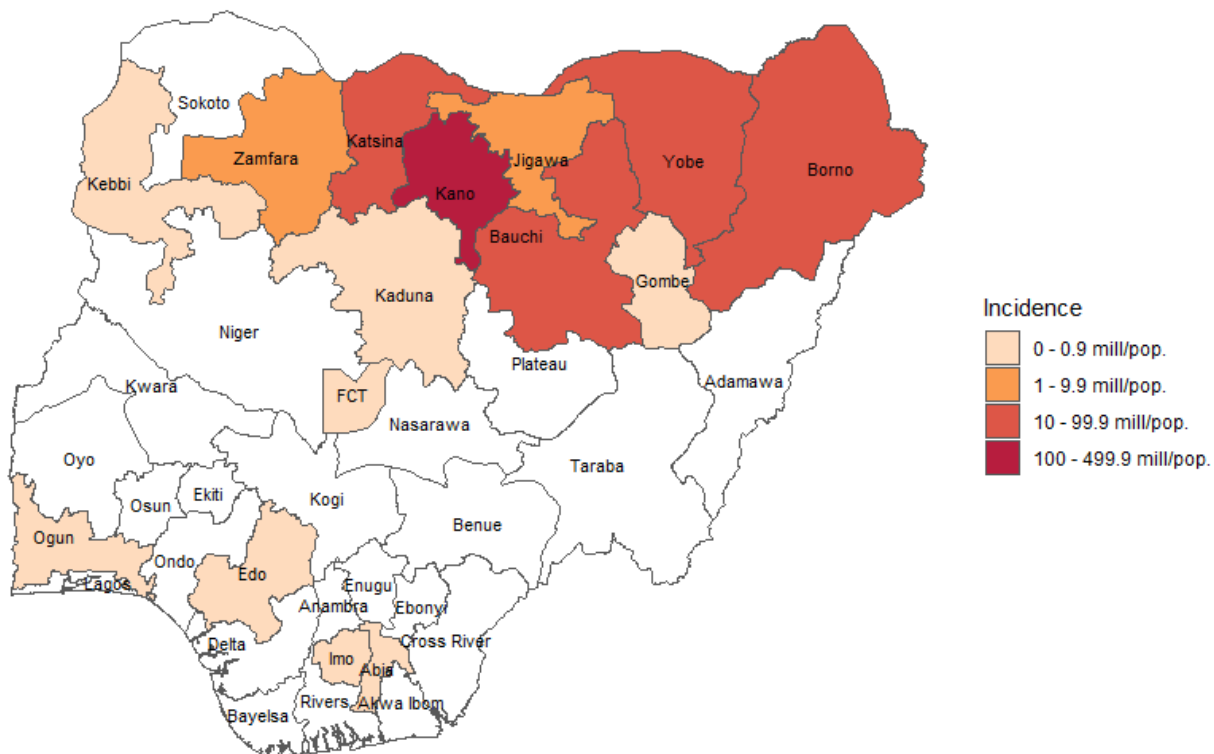 Sokoto
Katsina
Zamfara
Jigawa
Yobe
Borno
Kebbi
Kano
Bauchi
Gombe
Kaduna
Niger
Plateau
Adamawa
Kwara
FCT
Nasarawa
Oyo
Taraba
Osun
Ekiti
Kogi
Benue
Ogun
Ondo
Edo
Lagos
Enugu
Anambra
Ebonyi
Delta
Cross River
Imo
Abia
Rivers
Akwa Ibom
Bayelsa
Incidence
0 - 0.9 mill/pop.
1 - 9.9 mill/pop.
10 - 99.9 mill/pop.
100 - 499.9 mill/pop.